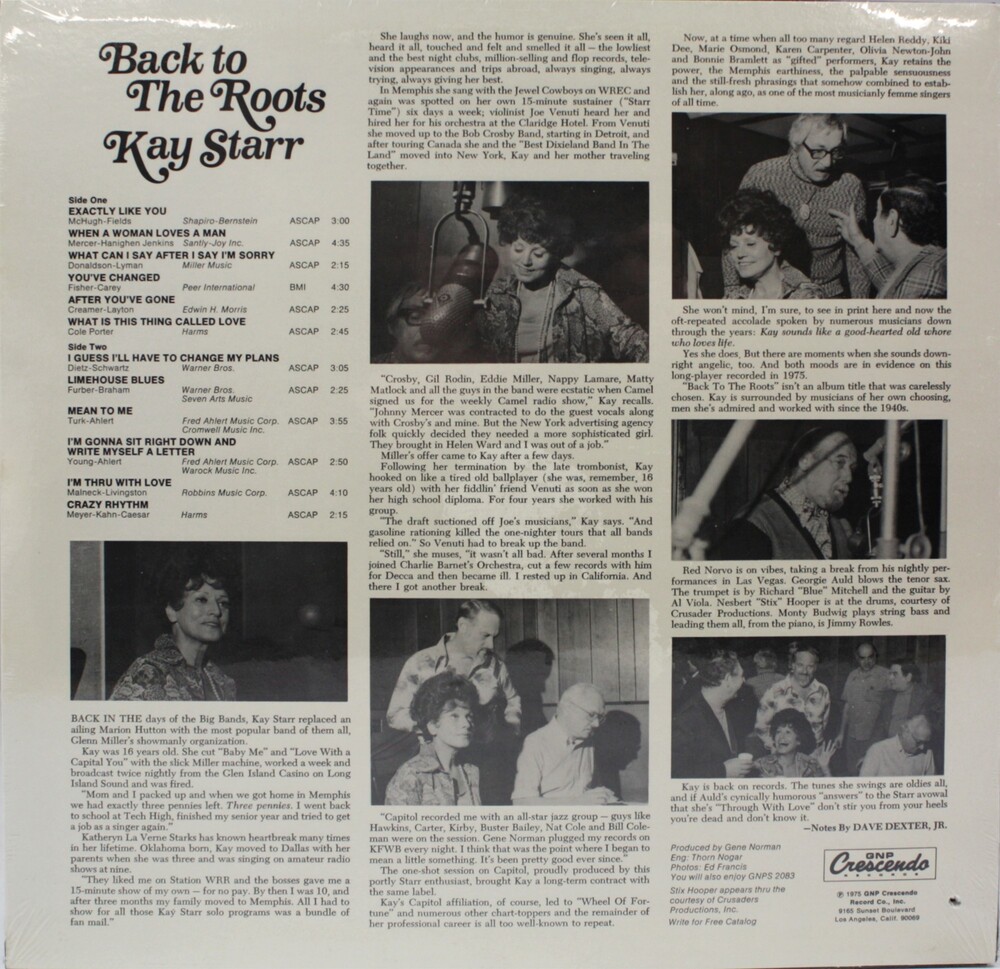 Back to
The Roots
Kay Starr
Side One
EXACTLY LIKE YOU
McHugh-Fields Shapiro-Bernstein ASCAP 3:00
WHEN A WOMAN LOVES A MAN
Mercer-Hanighen Jenkins Santly-Joy Inc. ASCAP 4:35
WHAT CAN I SAY AFTER I SAY I'M SORRY
Donaldson-Lyman Miller Music ASCAP 2:15
YOU'VE CHANGED
Fisher-Carey Peer International BMI 4:30
AFTER YOU'VE GONE
Creamer-Layton Edwin H. Morris ASCAP 2:25
WHAT IS THIS THING CALLED LOVE
Cole Porter Harms ASCAP 2:45
Side Two
I GUESS I'LL HAVE TO CHANGE MY PLANS
Dietz-Schwartz Warner Bros. ASCAP 3:05
LIMEHOUSE BLUES
Furber-Braham Warner Bros. ASCAP 2:25
Seven Arts Music
MEAN TO ME
Turk-Ahlert Fred Ahlert Music Corp. ASCAP 3:55
Cromwell Music Inc.
I'M GONNA SIT RIGHT DOWN AND
WRITE MYSELF A LETTER
Young-Ahlert Fred Ahlert Music Corp. ASCAP 2:50
Warock Music Inc.
I'M THRU WITH LOVE
Malneck-Livingston Robbins Music Corp. ASCAP 4:10
CRAZY RHYTHM
Meyer-Kahn-Caesar Harms ASCAP 2:15
BACK IN THE days of the Big Bands, Kay Starr replaced an
ailing Marion Hutton with the most popular band of them all,
Glenn Miller's showmanly organization.
Kay was 16 years old. She cut "Baby Me" and "Love With a
Capital You" with the slick Miller machine, worked a week and
broadcast twice nightly from the Glen Island Casino on Long
Island Sound and was fired.
"Mom and I packed up and when we got home in Memphis
we had exactly three pennies left. Three pennies. I went back
to school at Tech High, finished my senior year and tried to get
a job as a singer again."
Katheryn La Verne Starks has known heartbreak many times
in her lifetime. Oklahoma born, Kay moved to Dallas with her
parents when she was three and was singing on amateur radio
shows at nine.
"They liked me on Station WRR and the bosses gave me a
15-minute show of my own — for no pay. By then I was 10, and
after three months my family moved to Memphis. All I had to
show for all those Kay Starr solo programs was a bundle of
fan mail."
She laughs now, and the humor is genuine. She's seen it all,
heard it all, touched and felt and smelled it all — the lowliest
and the best night clubs, million-selling and flop records, tele-
vision appearances and trips abroad, always singing, always
trying, always giving her best.
In Memphis she sang with the Jewel Cowboys on WREC and
again was spotted on her own 15-minute sustainer ("Starr
Time") six days a week; violinist Joe Venuti heard her and
hired her for his orchestra at the Claridge Hotel. From Venuti
she moved up to the Bob Crosby Band, starting in Detroit, and
after touring Canada she and the "Best Dixieland Band In The
Land" moved into New York, Kay and her mother traveling
together.
"Crosby, Gil Rodin, Eddie Miller, Nappy Lamare, Matty
Matlock and all the guys in the band were ecstatic when Camel
signed us for the weekly Camel radio show," Kay recalls.
"Johnny Mercer was contracted to do the guest vocals along
with Crosby's and mine. But the New York advertising agency
folk quickly decided they needed a more sophisticated girl.
They brought in Helen Ward and I was out of a job."
Miller's offer came to Kay after a few days.
Following her termination by the late trombonist, Kay
hooked on like a tired old ballplayer (she was, remember, 16
years old) with her fiddlin' friend Venuti as soon as she won
her high school diploma. For four years she worked with his
group.
"The draft suctioned off Joe's musicians," Kay says. "And
gasoline rationing killed the one-nighter tours that all bands
relied on." So Venuti had to break up the band.
"Still," she muses, "it wasn't all bad. After several months I
joined Charlie Barnet's Orchestra, cut a few records with him
for Decca and then became ill. I rested up in California. And
there I got another break.
"Capitol recorded me with an all-star jazz group — guys like
Hawkins, Carter, Kirby, Buster Bailey, Nat Cole and Bill Cole-
man were on the session. Gene Norman plugged my records on
KFWB every night. I think that was the point where I began to
mean a little something. It's been pretty good ever since."
The one-shot session on Capitol, proudly produced by this
portly Starr enthusiast, brought Kay a long-term contract with
the same label.
Kay's Capitol affiliation, of course, led to "Wheel Of For-
tune" and numerous other chart-toppers and the remainder of
her professional career is all too well-known to repeat.
Now, at a time when all too many regard Helen Reddy, Kiki
Dee, Marie Osmond, Karen Carpenter, Olivia Newton-John
and Bonnie Bramlett as "gifted" performers, Kay retains the
power, the Memphis earthiness, the palpable sensuousness
and the still-fresh phrasings that somehow combined to estab-
lish her, along ago, as one of the most musicianly femme singers
of all time.
She won't mind, I'm sure, to see in print here and now the
oft-repeated accolade spoken by numerous musicians down
through the years: Kay sounds like a good-hearted old whore
who loves life.
Yes she does. But there are moments when she sounds down-
right angelic, too. And both moods are in evidence on this
long-player recorded in 1975.
"Back To The Roots" isn't an album title that was carelessly
chosen. Kay is surrounded by musicians of her own choosing,
men she's admired and worked with since the 1940s.
Red Norvo is on vibes, taking a break from his nightly per-
formances in Las Vegas. Georgie Auld blows the tenor sax.
The trumpet is by Richard "Blue" Mitchell and the guitar by
Al Viola. Nesbert "Stix" Hooper is at the drums, courtesy of
Crusader Productions. Monty Budwig plays string bass and
leading them all, from the piano, is Jimmy Rowles.
Kay is back on records. The tunes she swings are oldies all,
and if Auld's cynically humorous "answers" to the Starr avowal
that she's "Through With Love" don't stir you from your heels
you're dead and don't know it.
—Notes By DAVE DEXTER, JR.
Produced by Gene Norman
Eng: Thorn Nogar
Photos: Ed Francis
You will also enjoy GNPS 2083
Stix Hooper appears thru the
courtesy of Crusaders
Productions, Inc.
Write for Free Catalog
GNP
Crescendo
RECORDS
℗ 1975 GNP Crescendo
Record Co., Inc.
9165 Sunset Boulevard
Los Angeles, Calif. 90069